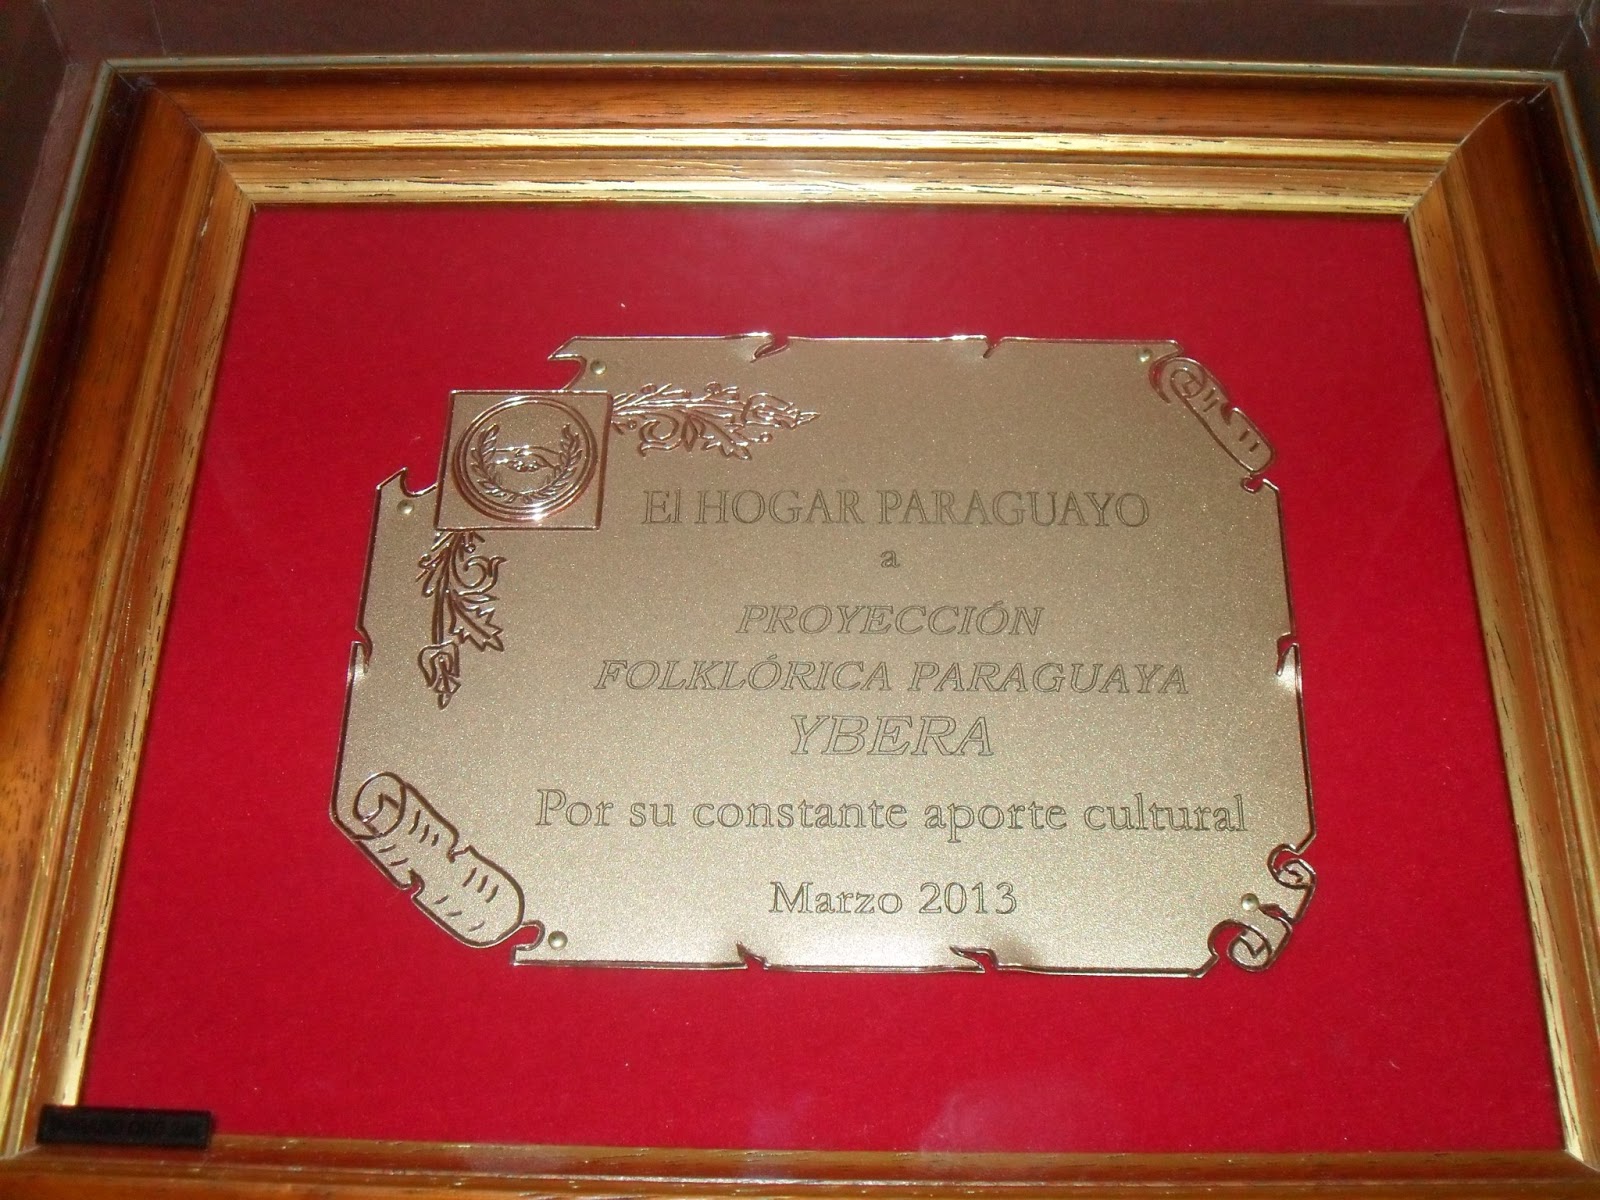 El HOGAR PARAGUAYO
a
PROYECCIÓN
FOLKLÓRICA PARAGUAYA
YBERA
Por su constante aporte cultural
Marzo 2013